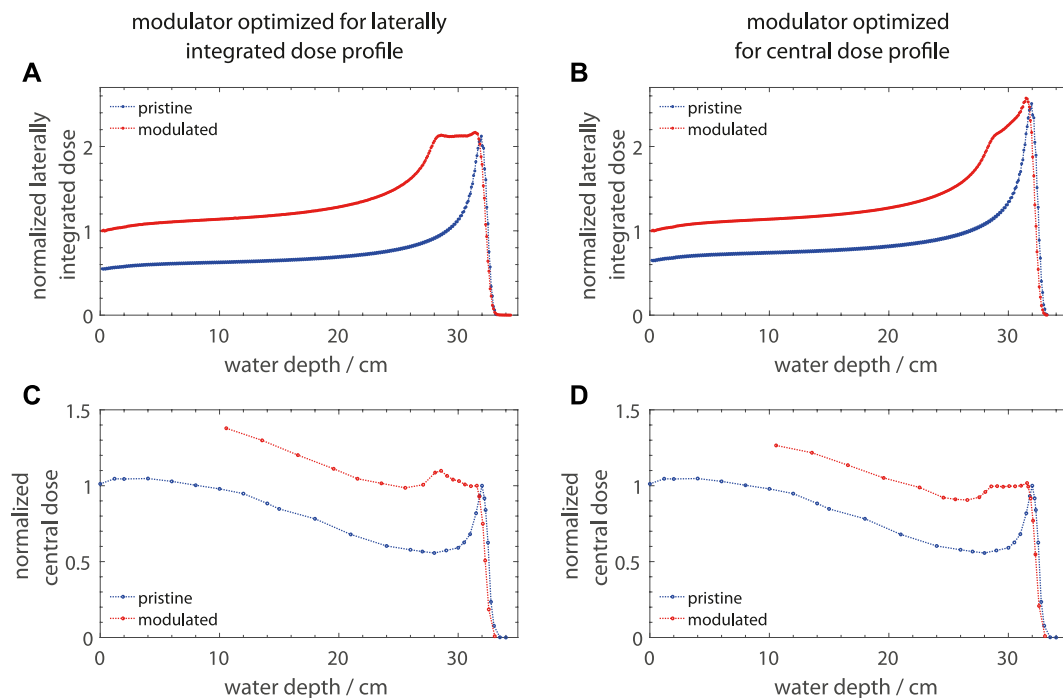 modulator optimized for laterally
integrated dose profile
modulator optimized
for central dose profile
A
normalized laterally
integrated dose
2
1
0
pristine
modulated
0
10
20
30
water depth / cm
B
normalized laterally
integrated dose
2
1
0
pristine
modulated
0
10
20
30
water depth / cm
C
normalized
central dose
1.5
1
0.5
0
pristine
modulated
0
10
20
30
water depth / cm
D
normalized
central dose
1.5
1
0.5
0
pristine
modulated
0
10
20
30
water depth / cm